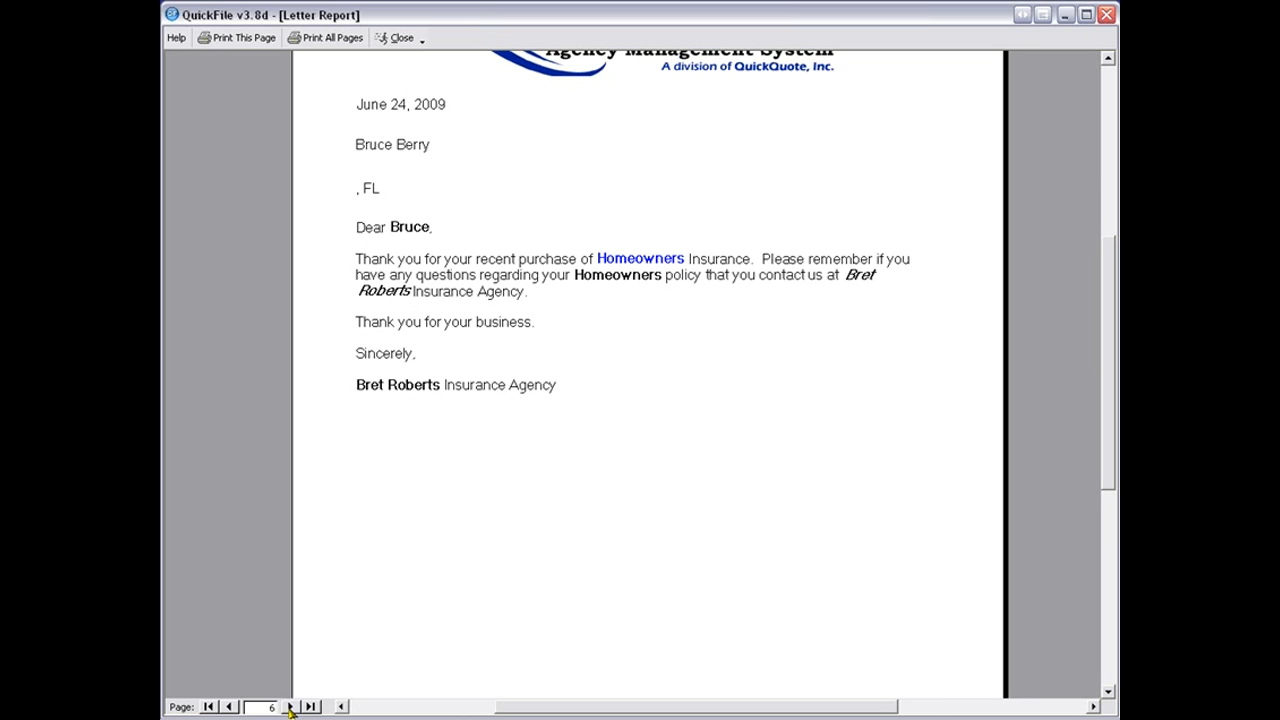 QuickFile v3.8d - [Letter Report]
Help Print This Page Print All Pages Close
Agency Management System
A division of QuickQuote, Inc.
June 24, 2009
Bruce Berry
, FL
Dear Bruce,
Thank you for your recent purchase of Homeowners Insurance. Please remember if you
have any questions regarding your Homeowners policy that you contact us at Bret
Roberts Insurance Agency.
Thank you for your business.
Sincerely,
Bret Roberts Insurance Agency
Page: 6